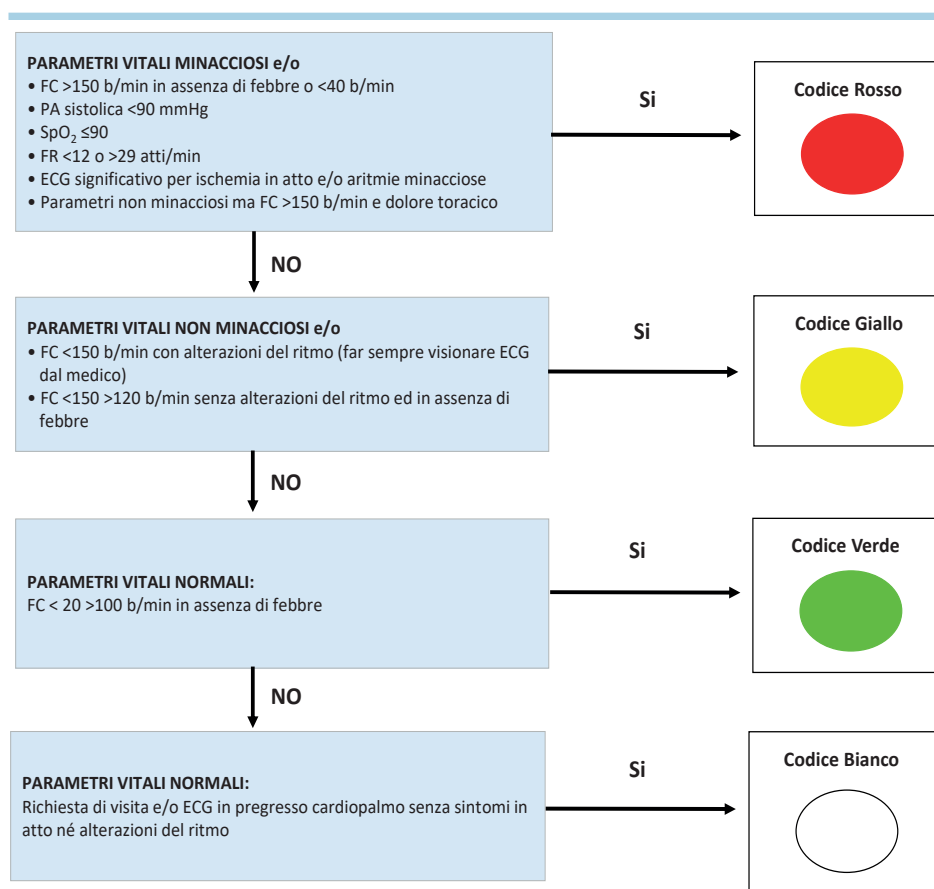 PARAMETRI VITALI MINACCIOSI e/o
• FC >150 b/min in assenza di febbre o <40 b/min
• PA sistolica <90 mmHg
• SpO₂ ≤90
• FR <12 o >29 atti/min
• ECG significativo per ischemia in atto e/o aritmie minacciose
• Parametri non minacciosi ma FC >150 b/min e dolore toracico
Si
Codice Rosso
NO
PARAMETRI VITALI NON MINACCIOSI e/o
• FC <150 b/min con alterazioni del ritmo (far sempre visionare ECG
dal medico)
• FC <150 >120 b/min senza alterazioni del ritmo ed in assenza di
febbre
Si
Codice Giallo
NO
PARAMETRI VITALI NORMALI:
FC < 20 >100 b/min in assenza di febbre
Si
Codice Verde
NO
PARAMETRI VITALI NORMALI:
Richiesta di visita e/o ECG in pregresso cardiopalmo senza sintomi in
atto né alterazioni del ritmo
Si
Codice Bianco